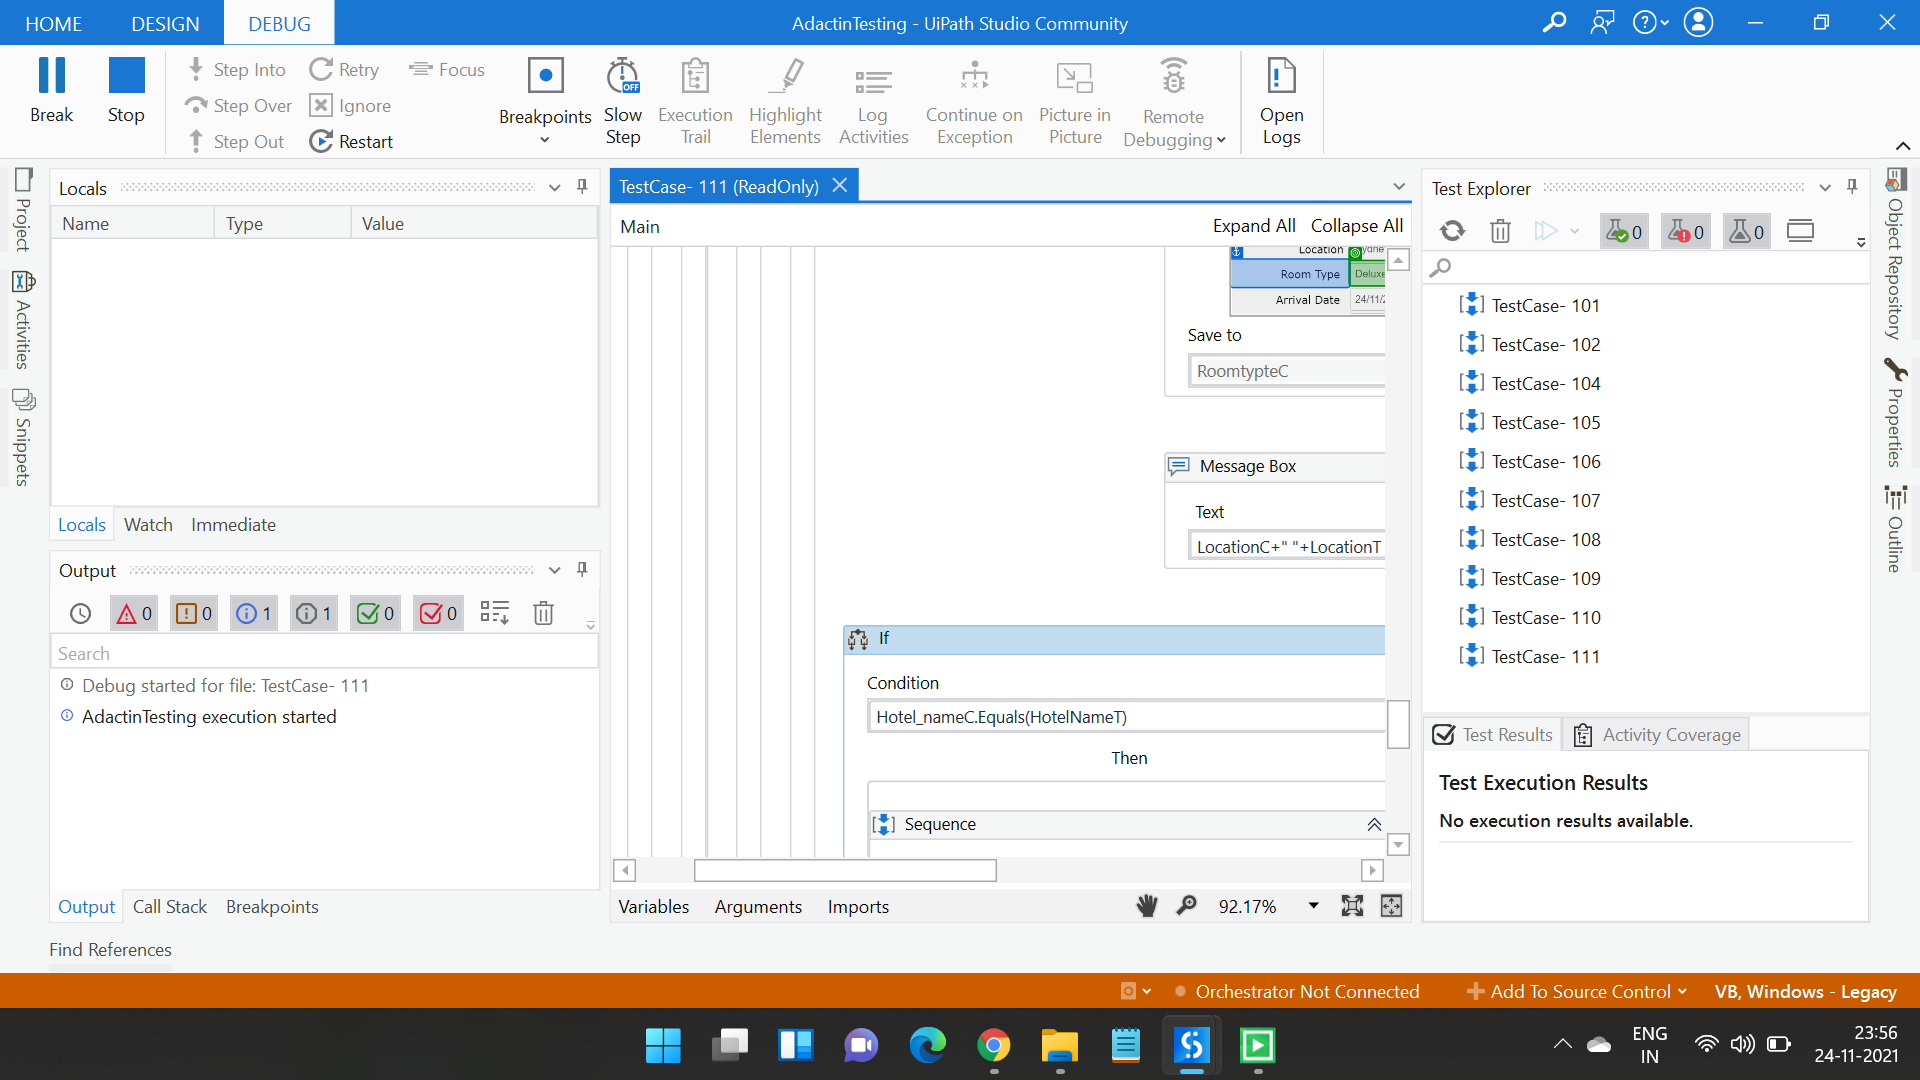 HOME DESIGN DEBUG AdactinTesting - UiPath Studio Community
Break Stop
Step Into Retry Focus
Step Over Ignore
Step Out Restart
Breakpoints
Slow Step
Execution Trail
Highlight Elements
Log Activities
Continue on Exception
Picture in Picture
Remote Debugging
Open Logs
Project
Activities
Snippets
Locals
Name Type Value
Locals Watch Immediate
Output
0 0 1 1 0 0
Search
Debug started for file: TestCase- 111
AdactinTesting execution started
Output Call Stack Breakpoints
Find References
TestCase- 111 (ReadOnly)
Main Expand All Collapse All
Location
Room Type Deluxe
Arrival Date 24/11/2
Save to
RoomtypteC
Message Box
Text
LocationC+" "+LocationT
If
Condition
Hotel_nameC.Equals(HotelNameT)
Then
Sequence
Variables Arguments Imports 92.17%
Test Explorer
0 0 0
TestCase- 101
TestCase- 102
TestCase- 104
TestCase- 105
TestCase- 106
TestCase- 107
TestCase- 108
TestCase- 109
TestCase- 110
TestCase- 111
Test Results Activity Coverage
Test Execution Results
No execution results available.
Object Repository
Properties
Outline
Orchestrator Not Connected Add To Source Control VB, Windows - Legacy
ENG
IN
23:56
24-11-2021